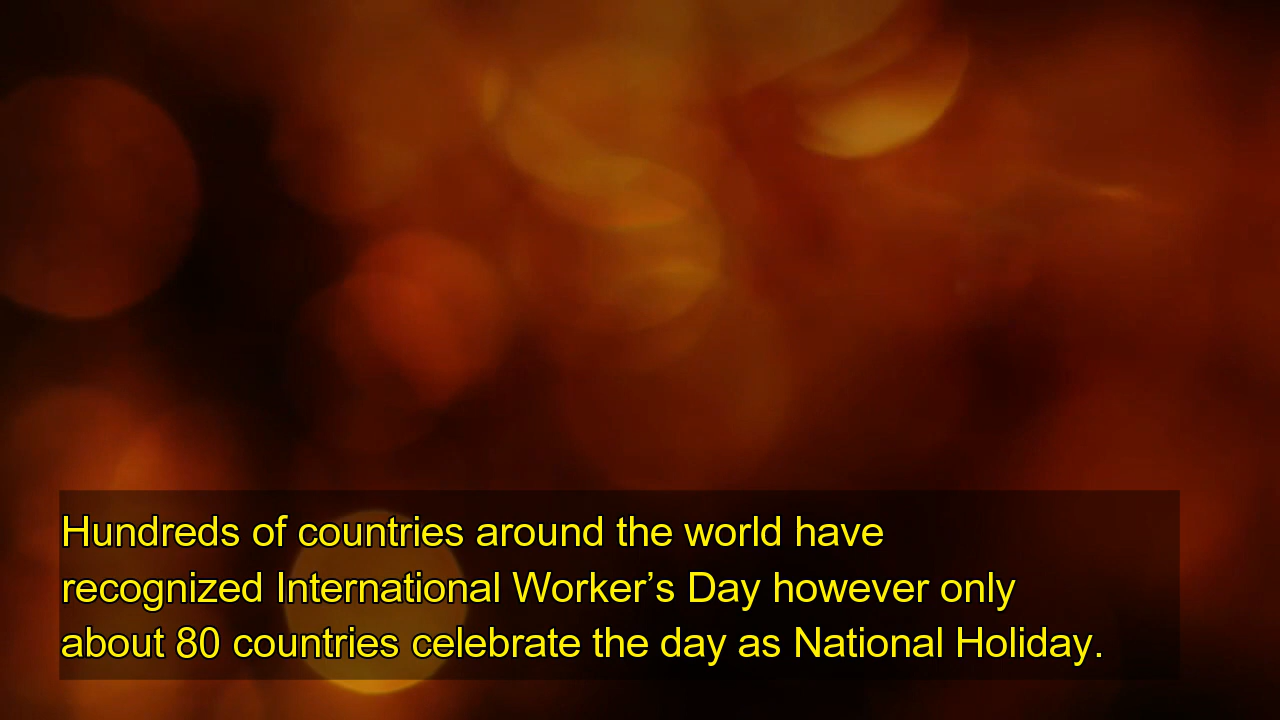 Hundreds of countries around the world have
recognized International Worker’s Day however only
about 80 countries celebrate the day as National Holiday.